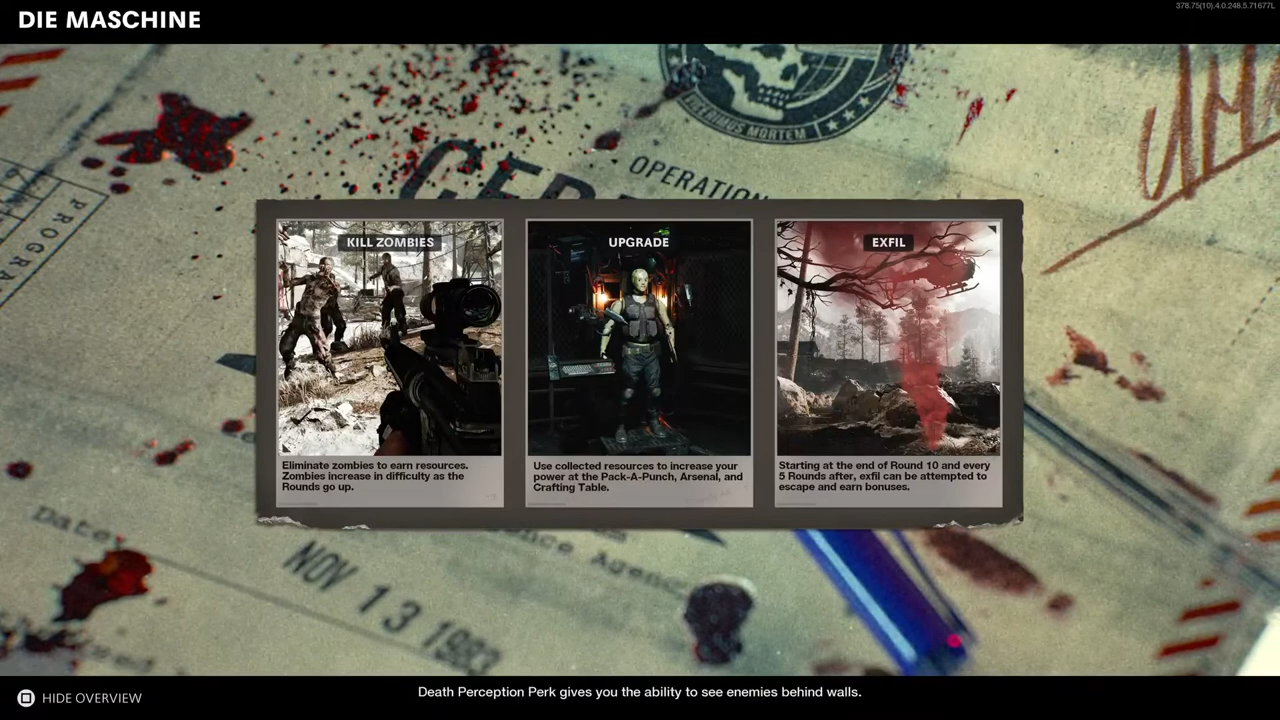 DIE MASCHINE
378.75(10).4.0.248.5.71677L
MORTEM
OPERATION
PROGRA
KILL ZOMBIES
UPGRADE
EXFIL
Eliminate zombies to earn resources.
Zombies increase in difficulty as the
Rounds go up.
Use collected resources to increase your
power at the Pack-A-Punch, Arsenal, and
Crafting Table.
Starting at the end of Round 10 and every
5 Rounds after, exfil can be attempted to
escape and earn bonuses.
Date
NOV 13 1983
HIDE OVERVIEW
Death Perception Perk gives you the ability to see enemies behind walls.